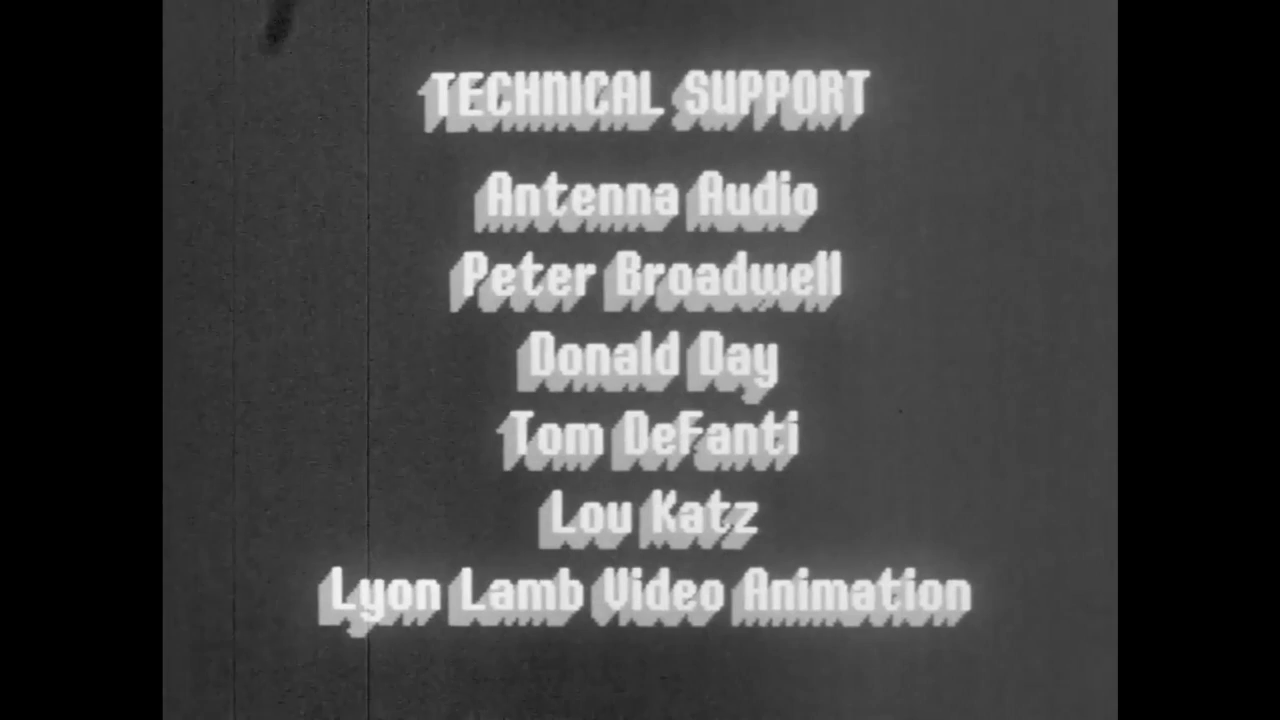 TECHNICAL SUPPORT
Antenna Audio
Peter Broadwell
Donald Day
Tom DeFanti
Lou Katz
Lyon Lamb Video Animation